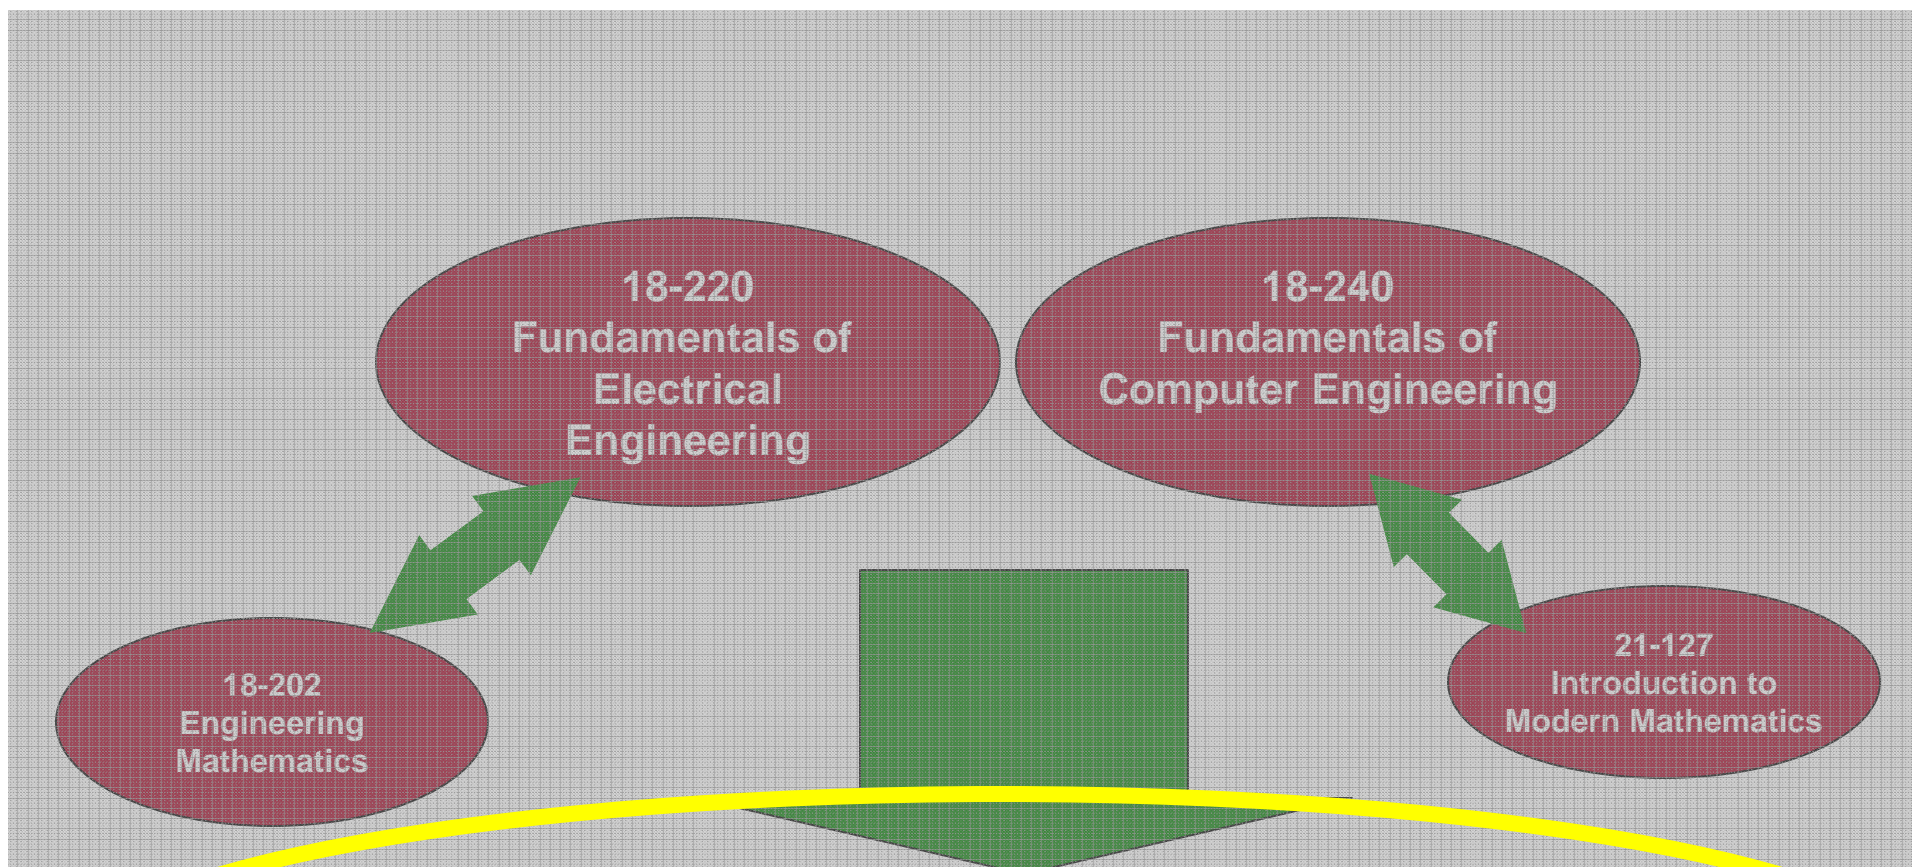 18-220
Fundamentals of
Electrical
Engineering
18-240
Fundamentals of
Computer Engineering
18-202
Engineering
Mathematics
21-127
Introduction to
Modern Mathematics